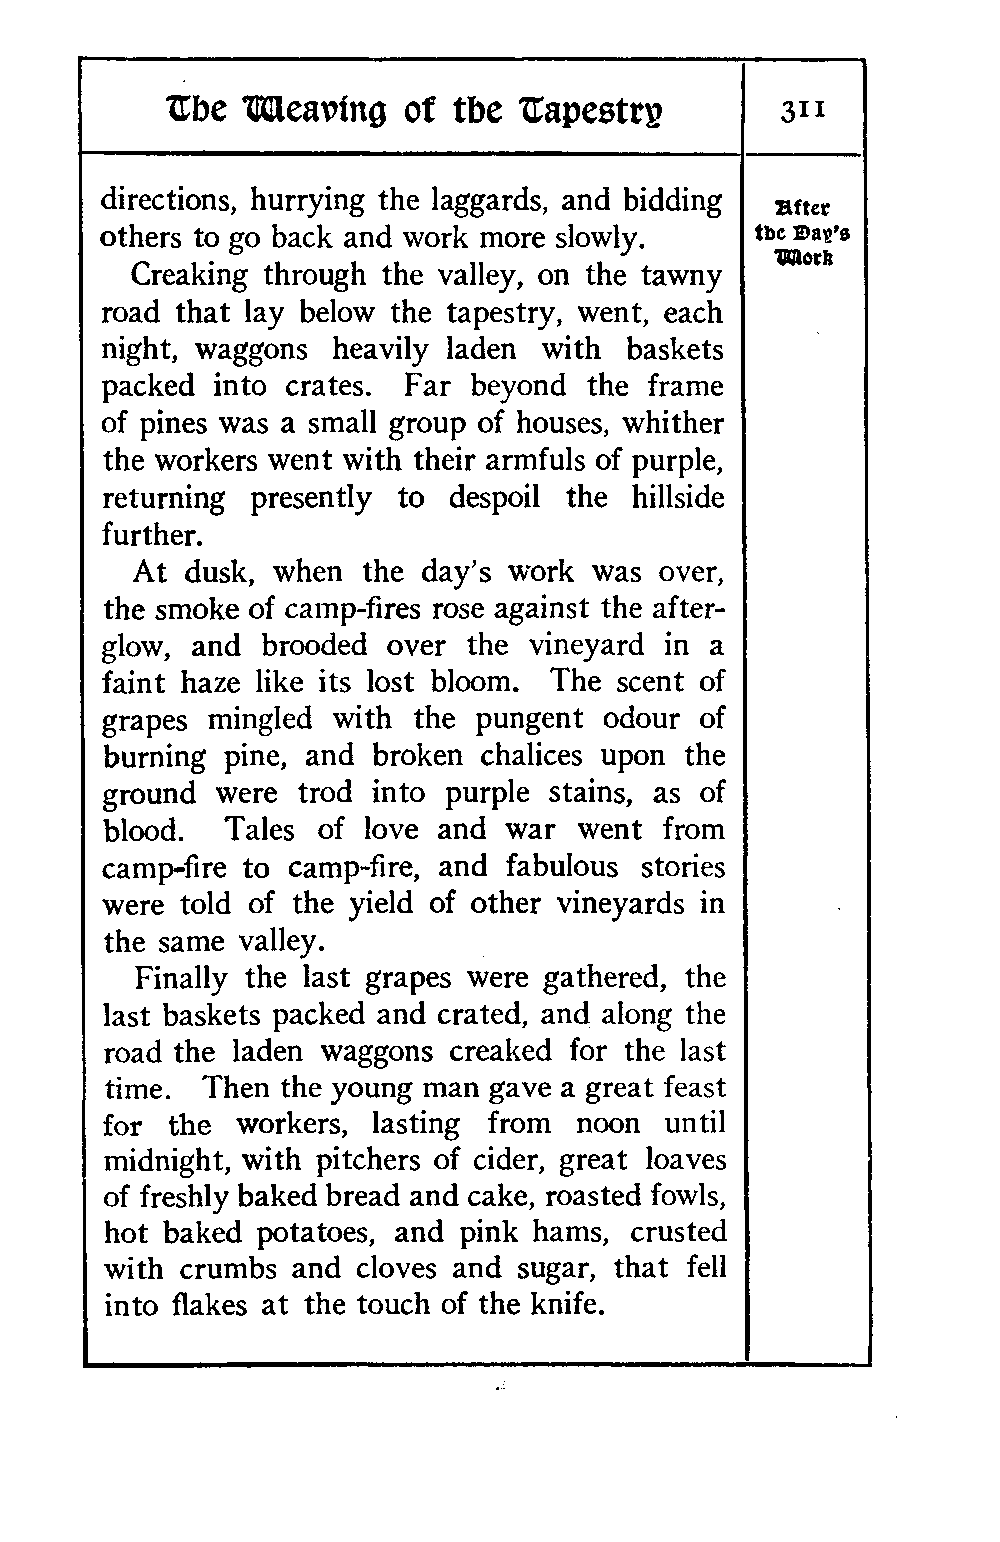 The Weaving of the Tapestry
311
After
the Day's
Work
directions, hurrying the laggards, and bidding
others to go back and work more slowly.
Creaking through the valley, on the tawny
road that lay below the tapestry, went, each
night, waggons heavily laden with baskets
packed into crates. Far beyond the frame
of pines was a small group of houses, whither
the workers went with their armfuls of purple,
returning presently to despoil the hillside
further.
At dusk, when the day's work was over,
the smoke of camp-fires rose against the after-
glow, and brooded over the vineyard in a
faint haze like its lost bloom. The scent of
grapes mingled with the pungent odour of
burning pine, and broken chalices upon the
ground were trod into purple stains, as of
blood. Tales of love and war went from
camp-fire to camp-fire, and fabulous stories
were told of the yield of other vineyards in
the same valley.
Finally the last grapes were gathered, the
last baskets packed and crated, and along the
road the laden waggons creaked for the last
time. Then the young man gave a great feast
for the workers, lasting from noon until
midnight, with pitchers of cider, great loaves
of freshly baked bread and cake, roasted fowls,
hot baked potatoes, and pink hams, crusted
with crumbs and cloves and sugar, that fell
into flakes at the touch of the knife.